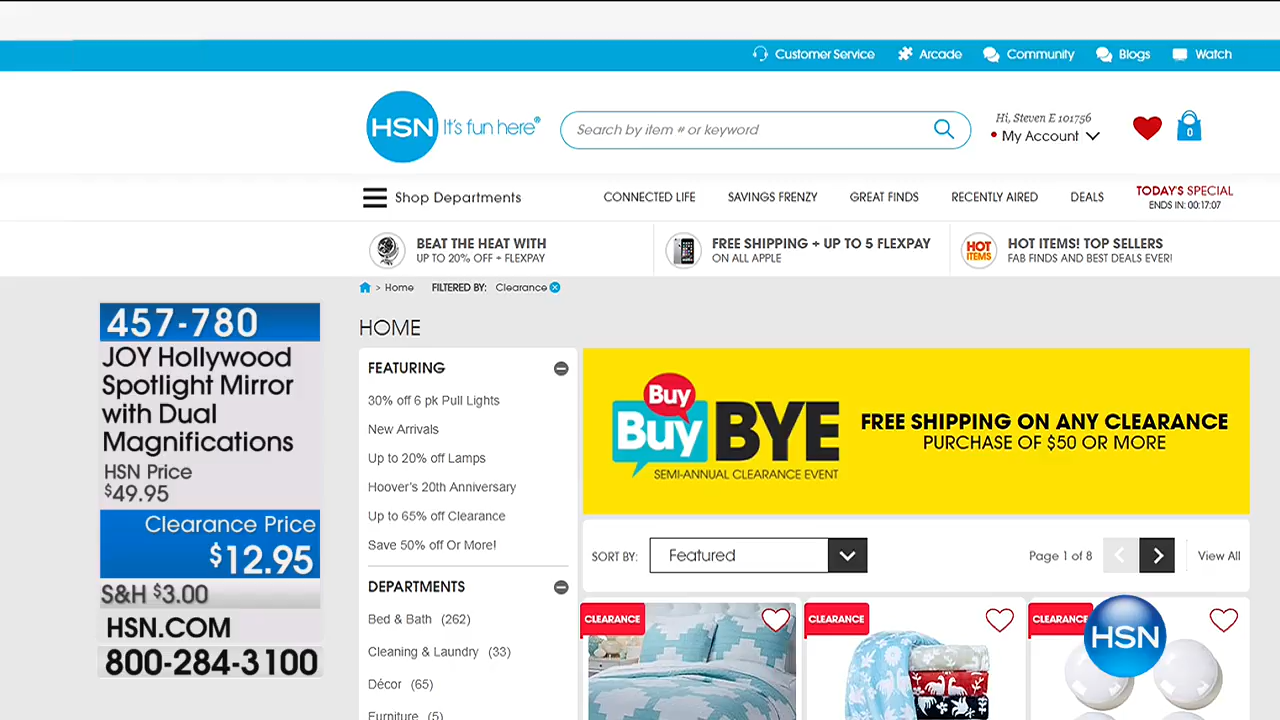 Customer Service
Arcade
Community
Blogs
Watch
HSN It's fun here®
Search by item # or keyword
Hi, Steven E 101756
My Account
0
Shop Departments
CONNECTED LIFE
SAVINGS FRENZY
GREAT FINDS
RECENTLY AIRED
DEALS
TODAY'S SPECIAL
ENDS IN: 00:17:07
BEAT THE HEAT WITH
UP TO 20% OFF + FLEXPAY
FREE SHIPPING + UP TO 5 FLEXPAY
ON ALL APPLE
HOT
ITEMS
HOT ITEMS! TOP SELLERS
FAB FINDS AND BEST DEALS EVER!
> Home
FILTERED BY: Clearance
457-780
JOY Hollywood
Spotlight Mirror
with Dual
Magnifications
HSN Price
$49.95
Clearance Price
$12.95
S&H $3.00
HSN.COM
800-284-3100
HOME
FEATURING
30% off 6 pk Pull Lights
New Arrivals
Up to 20% off Lamps
Hoover's 20th Anniversary
Up to 65% off Clearance
Save 50% off Or More!
DEPARTMENTS
Bed & Bath (262)
Cleaning & Laundry (33)
Décor (65)
Furniture (5)
Buy
Buy BYE
SEMI-ANNUAL CLEARANCE EVENT
FREE SHIPPING ON ANY CLEARANCE
PURCHASE OF $50 OR MORE
SORT BY: Featured
Page 1 of 8
View All
CLEARANCE
CLEARANCE
CLEARANCE
HSN